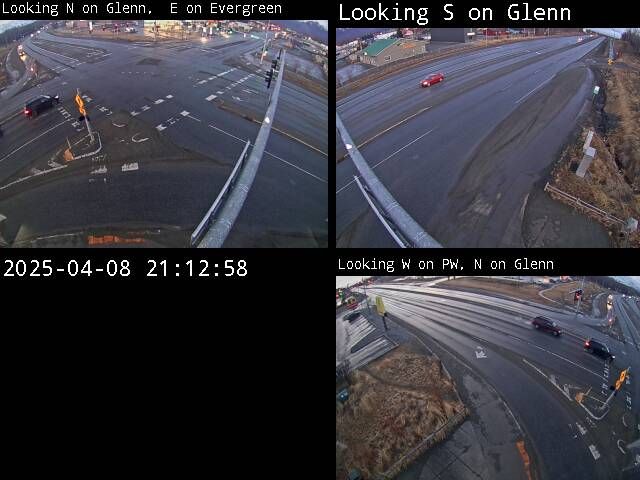 Looking N on Glenn,  E on Evergreen
Looking S on Glenn
2025-04-08 21:12:58
Looking W on PW, N on Glenn